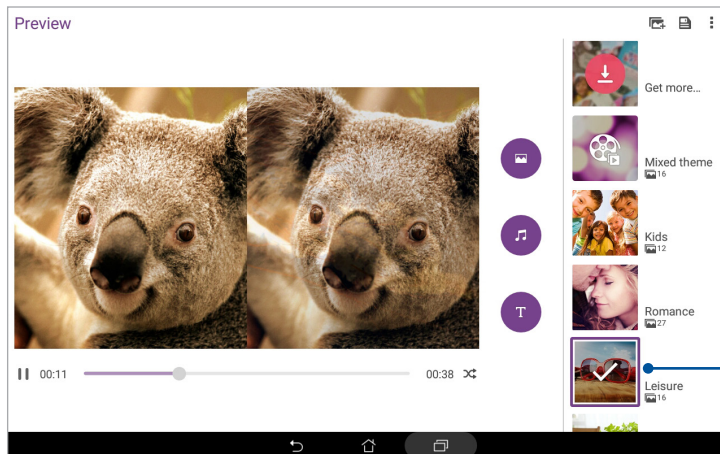 Preview
Get more...
Mixed theme
16
Kids
12
Romance
27
Leisure
16
T
00:11
00:38